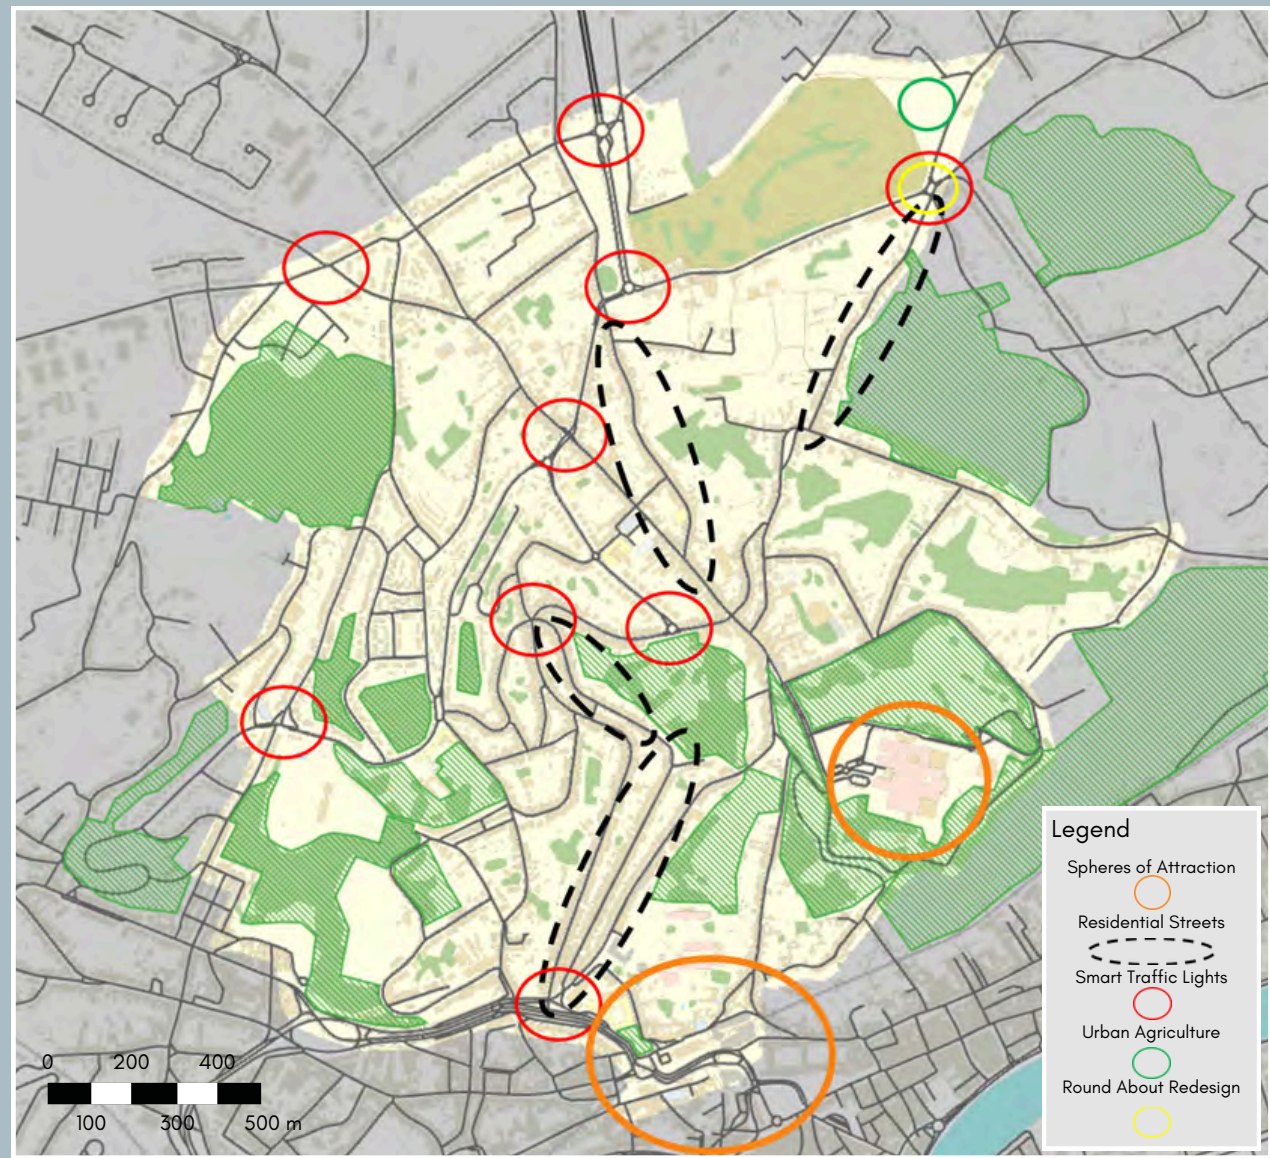 Legend
Spheres of Attraction
Residential Streets
Smart Traffic Lights
Urban Agriculture
Round About Redesign
0 200 400
100 300 500 m